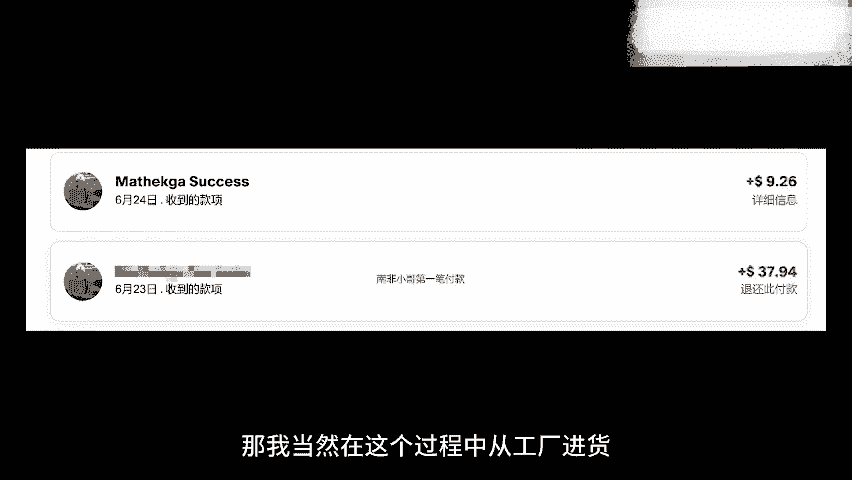 Mathekga Success
+$ 9.26
6月24日 . 收到的款项
详细信息
+$ 37.94
南非小哥第一笔付款
6月23日 . 收到的款项
退还此付款
那我当然在这个过程中从工厂进货